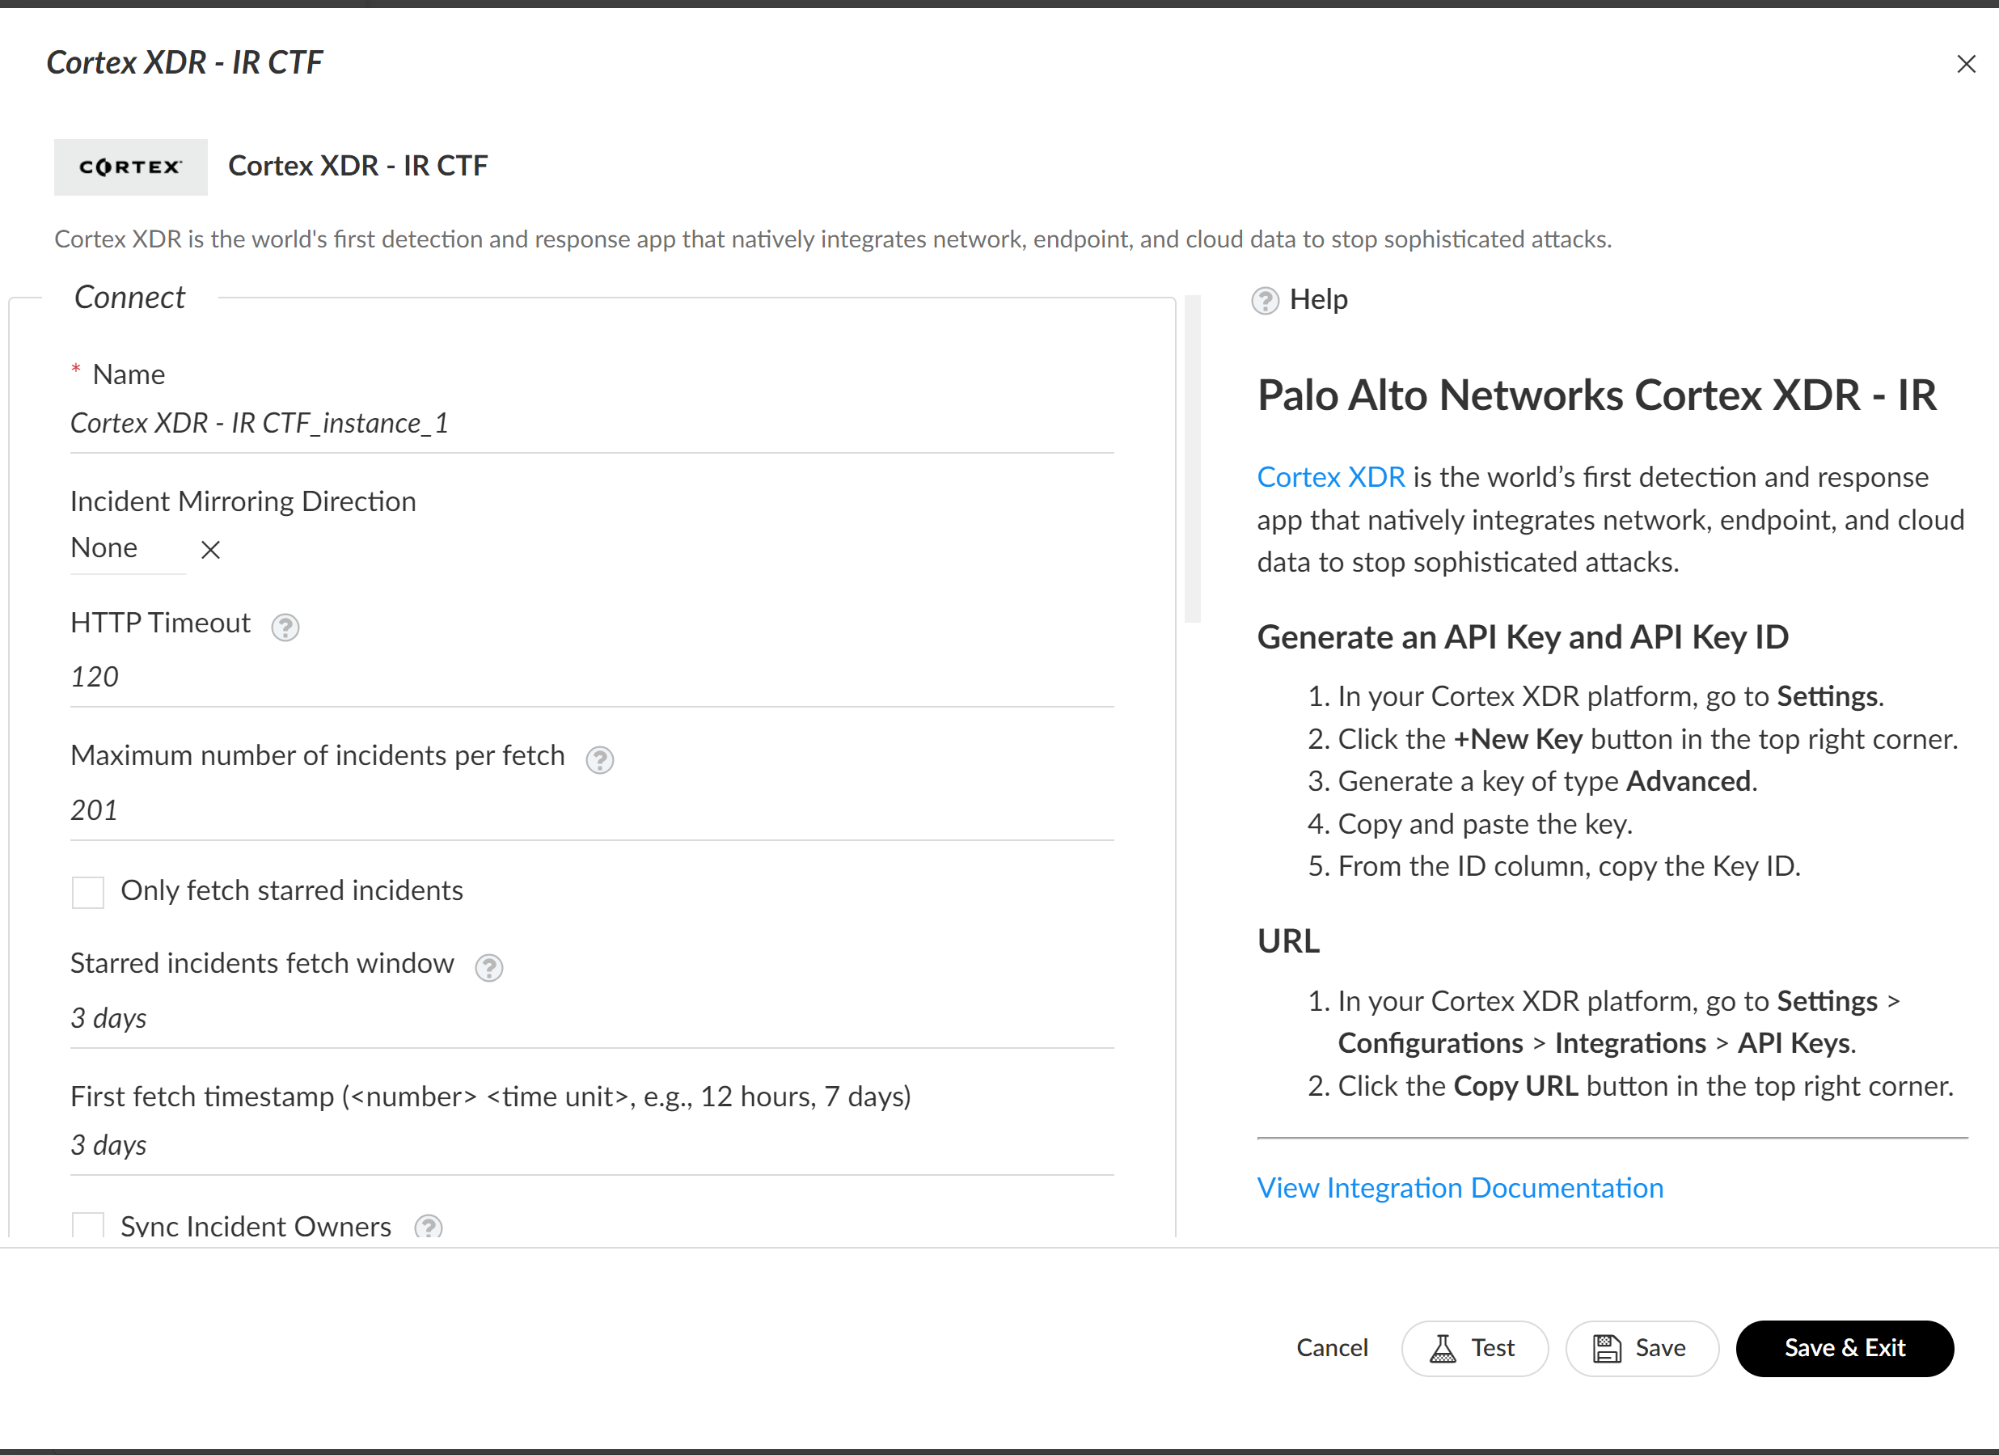 Cortex XDR - IR CTF
CORTEX
Cortex XDR - IR CTF
Cortex XDR is the world's first detection and response app that natively integrates network, endpoint, and cloud data to stop sophisticated attacks.
Connect
* Name
Cortex XDR - IR CTF_instance_1
Incident Mirroring Direction
None
HTTP Timeout ?
120
Maximum number of incidents per fetch ?
201
Only fetch starred incidents
Starred incidents fetch window ?
3 days
First fetch timestamp (<number> <time unit>, e.g., 12 hours, 7 days)
3 days
Sync Incident Owners ?
? Help
Palo Alto Networks Cortex XDR - IR
Cortex XDR is the world’s first detection and response
app that natively integrates network, endpoint, and cloud
data to stop sophisticated attacks.
Generate an API Key and API Key ID
1. In your Cortex XDR platform, go to Settings.
2. Click the +New Key button in the top right corner.
3. Generate a key of type Advanced.
4. Copy and paste the key.
5. From the ID column, copy the Key ID.
URL
1. In your Cortex XDR platform, go to Settings >
Configurations > Integrations > API Keys.
2. Click the Copy URL button in the top right corner.
View Integration Documentation
Cancel
Test
Save
Save & Exit